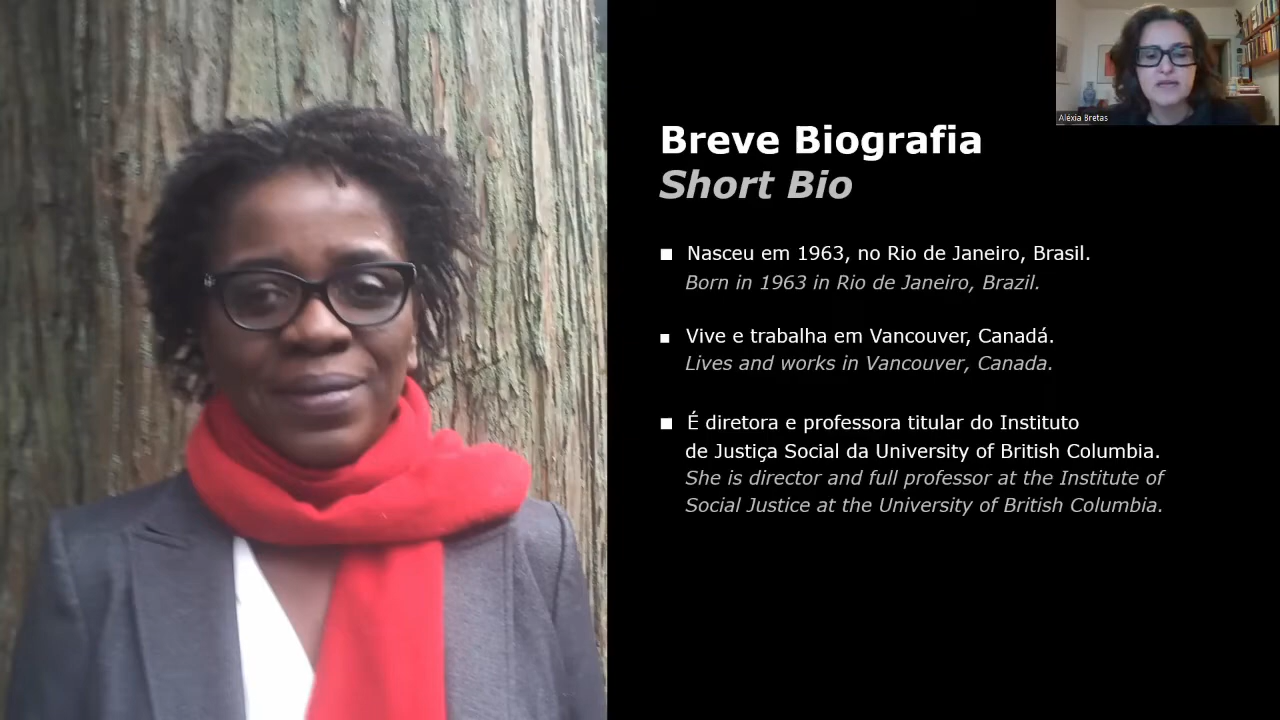 Breve Biografia
Short Bio
Aléxia Bretas
■ Nasceu em 1963, no Rio de Janeiro, Brasil.
Born in 1963 in Rio de Janeiro, Brazil.
■ Vive e trabalha em Vancouver, Canadá.
Lives and works in Vancouver, Canada.
■ É diretora e professora titular do Instituto
de Justiça Social da University of British Columbia.
She is director and full professor at the Institute of
Social Justice at the University of British Columbia.